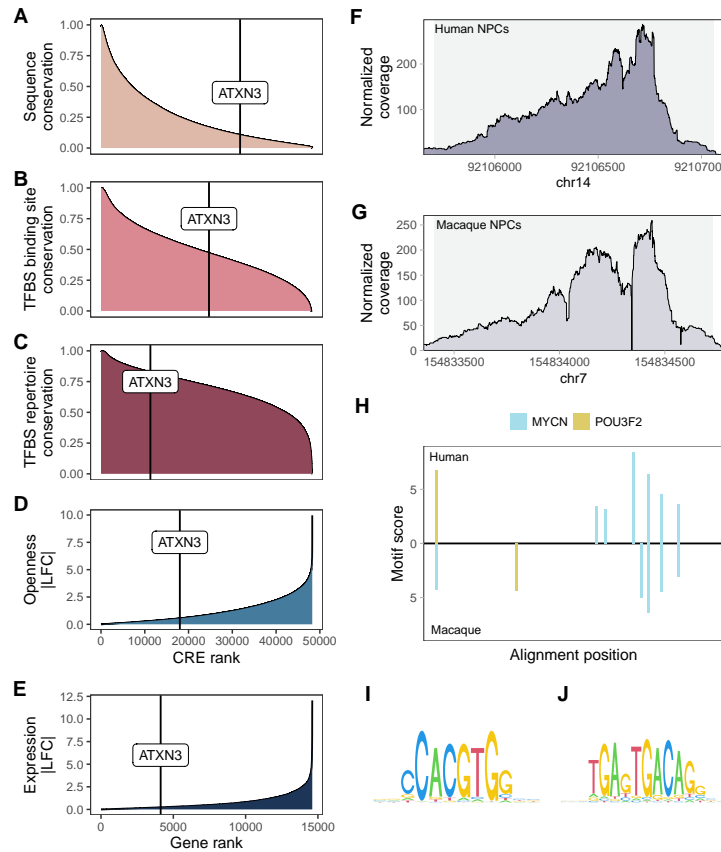 A
Sequence
conservation
1.00
0.75
0.50
0.25
0.00
ATXN3
B
TFBS binding site
conservation
1.00
0.75
0.50
0.25
0.00
ATXN3
C
TFBS repertoire
conservation
1.00
0.75
0.50
0.25
0.00
ATXN3
D
Openness
|LFC|
10.0
7.5
5.0
2.5
0.0
ATXN3
0 10000 20000 30000 40000 50000
CRE rank
E
Expression
|LFC|
12.5
10.0
7.5
5.0
2.5
0.0
ATXN3
0 5000 10000 15000
Gene rank
F
Human NPCs
Normalized
coverage
200
100
92106000 92106500 9210700
chr14
G
Macaque NPCs
Normalized
coverage
250
200
150
100
50
0
154833500 154834000 154834500
chr7
H
MYCN POU3F2
Human
Motif score
5
0
5
Macaque
Alignment position
I
CCACGTGG
J
TGAGTGACAGG